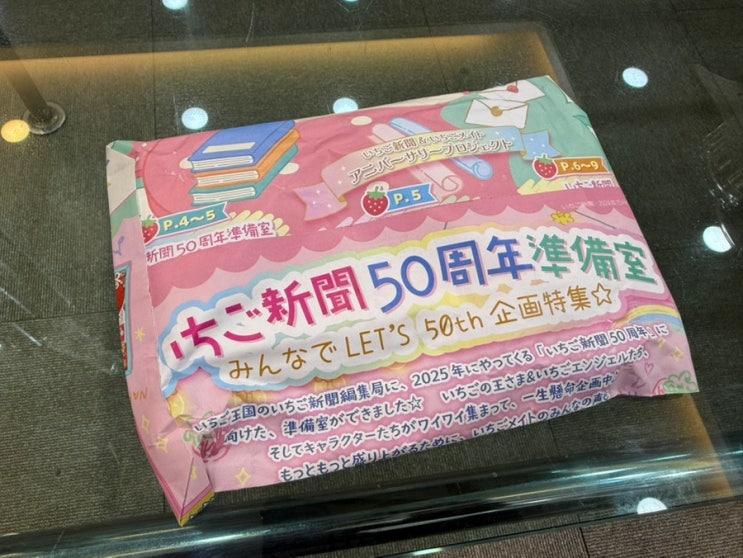 いちご新聞&いちごメイト
アニバーサリープロジェクト
P.4～5
P.5
P.6～9
いちご新聞
新聞50周年準備室
いちご新聞50周年準備室
みんなでLET'S 50th 企画特集☆
いちご王国のいちご新聞編集局に、2025年にやってくる「いちご新聞50周年」に
向けた、準備室ができました☆ いちごの王さま&いちごエンジェルたち、
そしてキャラクターたちがワイワイ集まって、一生懸命企画中
もっともっと盛り上がるために、いちごメイトのみんなの声